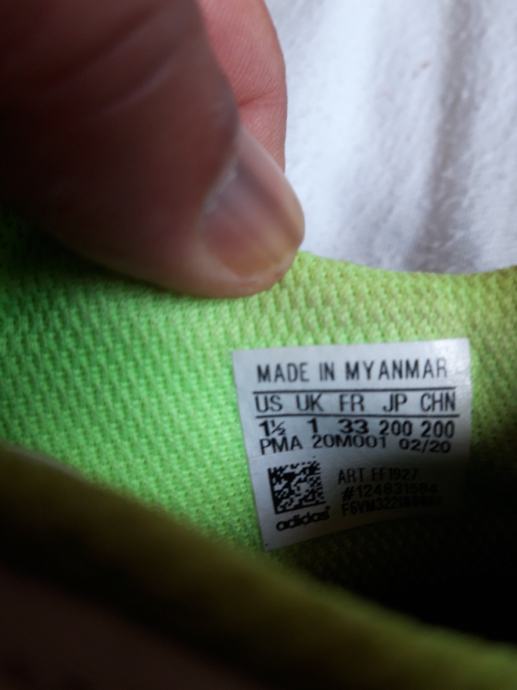 MADE IN MYANMAR
US UK FR JP CHN
1½ 1 33 200 200
PMA 20M001 02/20
ART EF1927
adidas